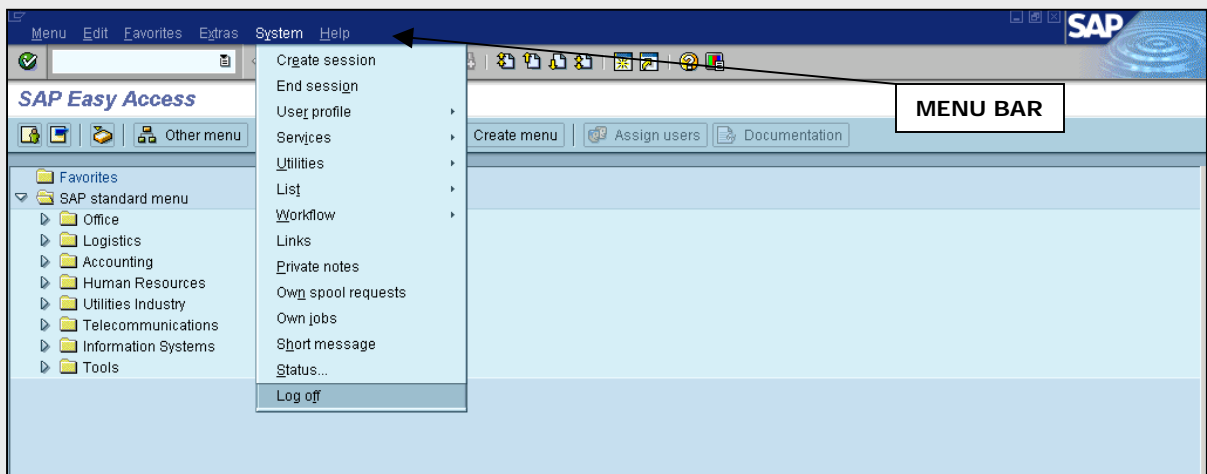 SAP
Menu Edit Favorites Extras System Help
SAP Easy Access
MENU BAR
Other menu
Create menu
Assign users
Documentation
Create session
End session
User profile
Services
Utilities
List
Workflow
Links
Private notes
Own spool requests
Own jobs
Short message
Status...
Log off
Favorites
SAP standard menu
Office
Logistics
Accounting
Human Resources
Utilities Industry
Telecommunications
Information Systems
Tools